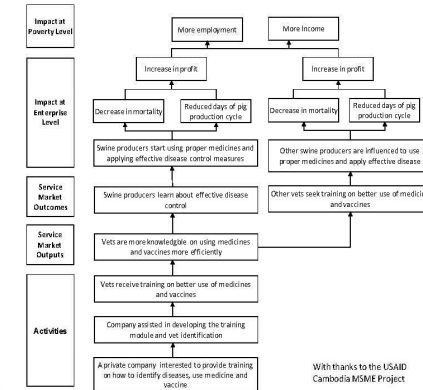 Impact at
Poverty Level
More employment
More Income
Impact at
Enterprise
Level
Increase in profit
Increase in profit
Decrease in mortality
Reduced days of pig
production cycle
Decrease in mortality
Reduced days of pig
production cycle
Swine producers start using proper medicines and
applying effective disease control measures
Other swine producers are influenced to use
proper medicines and apply effective disease
Service
Market
Outcomes
Swine producers learn about effective disease
control
Other vets seek training on better use of medicin
and vaccines
Service
Market
Outputs
Vets are more knowledgble on using medicines
and vaccines more efficiently
Activities
Vets receive training on better use of medicines
and vaccines
Company assisted in developing the training
module and vet identification
A private company interested to provide training
on how to identify diseases, use medicine and
vaccine
With thanks to the USAID
Cambodia MSME Project